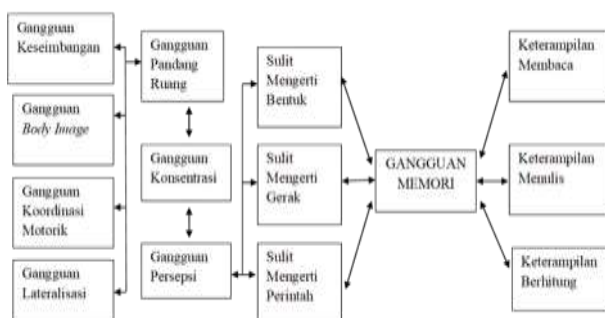 Gangguan
Keseimbangan
Gangguan
Body Image
Gangguan
Koordinasi
Motorik
Gangguan
Lateralisasi
Gangguan
Pandang
Ruang
Gangguan
Konsentrasi
Gangguan
Persepsi
Sulit
Mengerti
Bentuk
Sulit
Mengerti
Gerak
Sulit
Mengerti
Perintah
GANGGUAN
MEMORI
Keterampilan
Membaca
Keterampilan
Menulis
Keterampilan
Berhitung